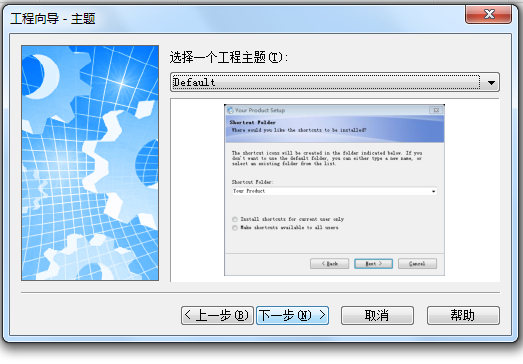 工程向导 - 主题
选择一个工程主题(T):
Default
Your Product Setup
Shortcut Folder
Where would you like the shortcuts to be installed?
The shortcut icons will be created in the folder indicated below. If you
don't want to use the default folder, you can either type a new name, or
select an existing folder from the list.
Shortcut Folder:
Your Product
Install shortcuts for current user only
Make shortcuts available to all users
< Back Next > Cancel
< 上一步(B) 下一步(N) > 取消 帮助